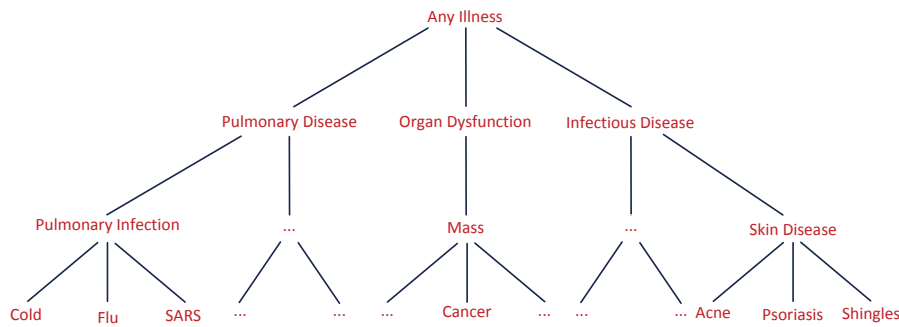 Any Illness
Pulmonary Disease Organ Dysfunction Infectious Disease
Pulmonary Infection ... Mass ... Skin Disease
Cold Flu SARS ... ... ... Cancer ... ... ... Acne Psoriasis Shingles